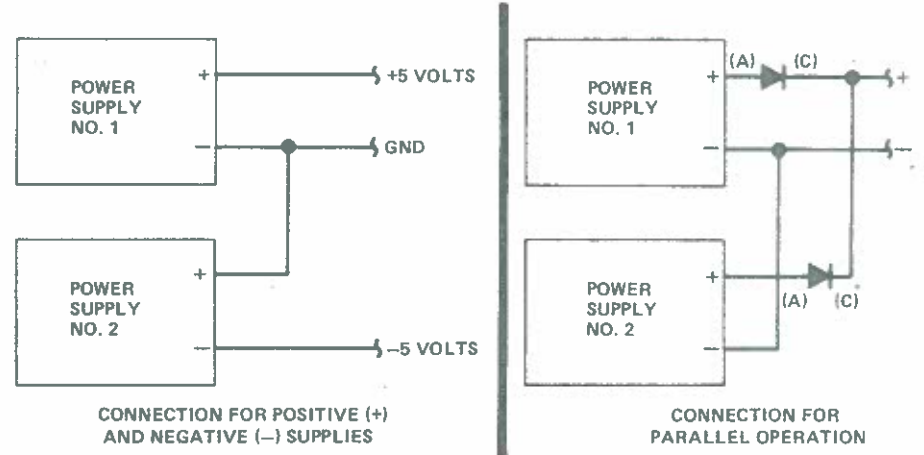 POWER
SUPPLY
NO. 1
+
+5 VOLTS
−
GND
POWER
SUPPLY
NO. 2
+
−
−5 VOLTS
CONNECTION FOR POSITIVE (+)
AND NEGATIVE (−) SUPPLIES
POWER
SUPPLY
NO. 1
+
(A)
(C)
+
−
−
POWER
SUPPLY
NO. 2
+
(A)
(C)
−
CONNECTION FOR
PARALLEL OPERATION